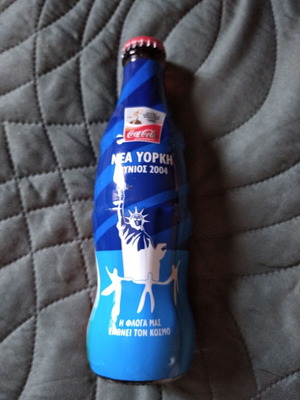 Coca-Cola
ΝΕΑ ΥΟΡΚΗ
ΙΟΥΝΙΟΣ 2004
Η ΦΛΟΓΑ ΜΑΣ
ΕΝΩΝΕΙ ΤΟΝ ΚΟΣΜΟ